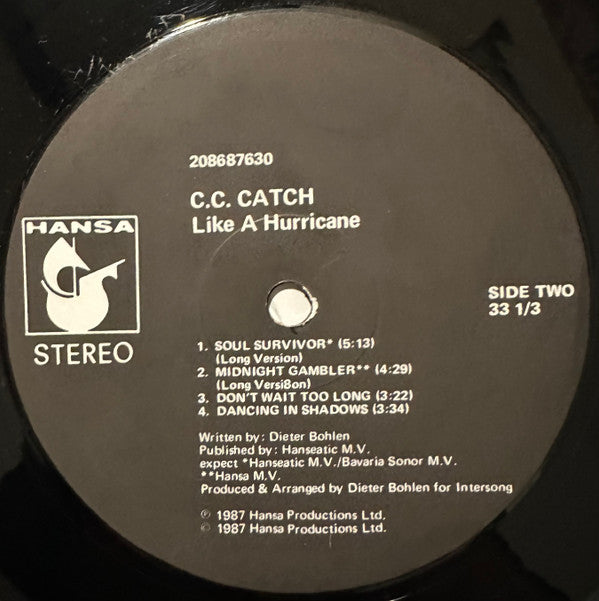 208687630
C.C. CATCH
Like A Hurricane
HANSA
STEREO
SIDE TWO
33 1/3
1. SOUL SURVIVOR* (5:13)
(Long Version)
2. MIDNIGHT GAMBLER** (4:29)
(Long Versi8on)
3. DON'T WAIT TOO LONG (3:22)
4. DANCING IN SHADOWS (3:34)
Written by: Dieter Bohlen
Published by: Hanseatic M.V.
expect *Hanseatic M.V./Bavaria Sonor M.V.
**Hansa M.V.
Produced & Arranged by Dieter Bohlen for Intersong
℗ 1987 Hansa Productions Ltd.
© 1987 Hansa Productions Ltd.